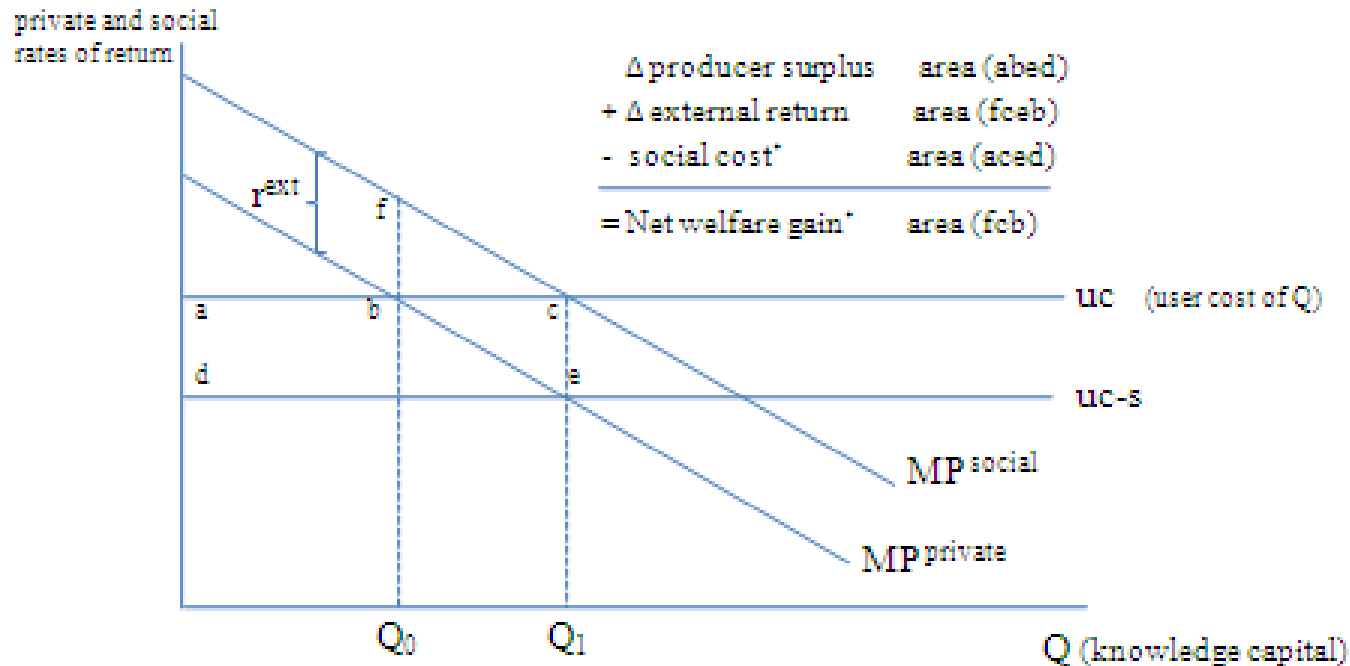 private and social
rates of return
Δ producer surplus area (abed)
+ Δ external return area (fceb)
- social cost* area (aced)
= Net welfare gain* area (fcb)
r^ext
f
a b c
uc (user cost of Q)
d e
uc-s
MP^social
MP^private
Q₀ Q₁
Q (knowledge capital)